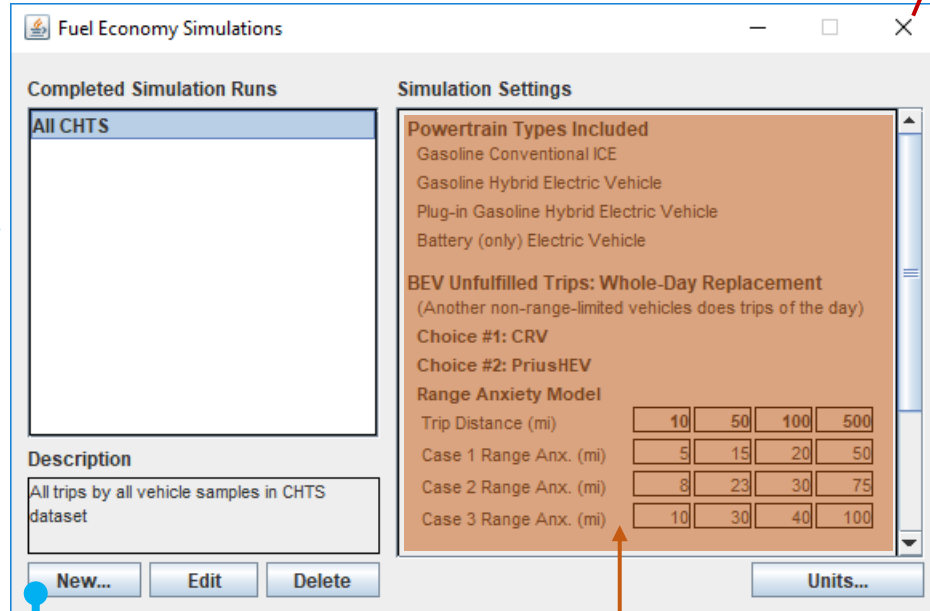 Fuel Economy Simulations
Completed Simulation Runs
All CHTS
Description
All trips by all vehicle samples in CHTS
dataset
New... Edit Delete
Simulation Settings
Powertrain Types Included
Gasoline Conventional ICE
Gasoline Hybrid Electric Vehicle
Plug-in Gasoline Hybrid Electric Vehicle
Battery (only) Electric Vehicle
BEV Unfulfilled Trips: Whole-Day Replacement
(Another non-range-limited vehicles does trips of the day)
Choice #1: CRV
Choice #2: PriusHEV
Range Anxiety Model
Trip Distance (mi) 10 50 100 500
Case 1 Range Anx. (mi) 5 15 20 50
Case 2 Range Anx. (mi) 8 23 30 75
Case 3 Range Anx. (mi) 10 30 40 100
Units...